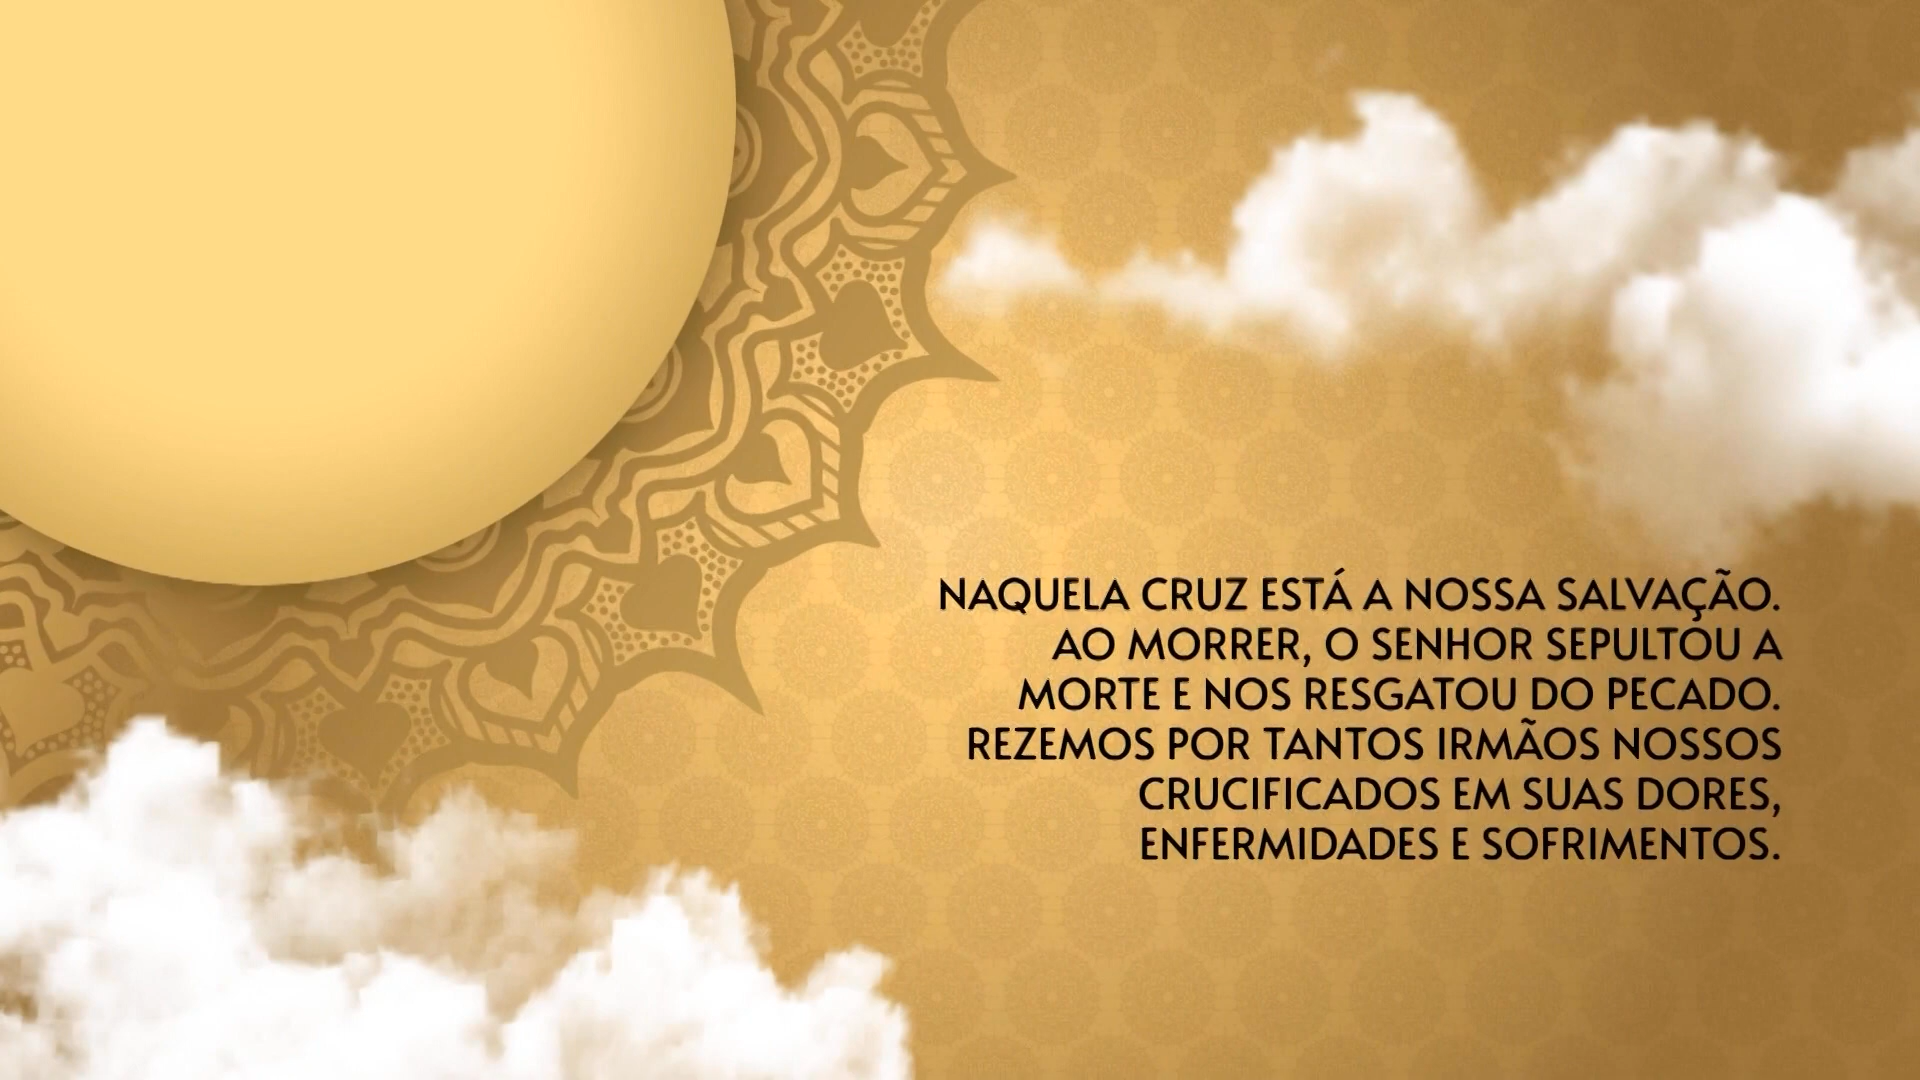 NAQUELA CRUZ ESTÁ A NOSSA SALVAÇÃO.
AO MORRER, O SENHOR SEPULTOU A
MORTE E NOS RESGATOU DO PECADO.
REZEMOS POR TANTOS IRMÃOS NOSSOS
CRUCIFICADOS EM SUAS DORES,
ENFERMIDADES E SOFRIMENTOS.